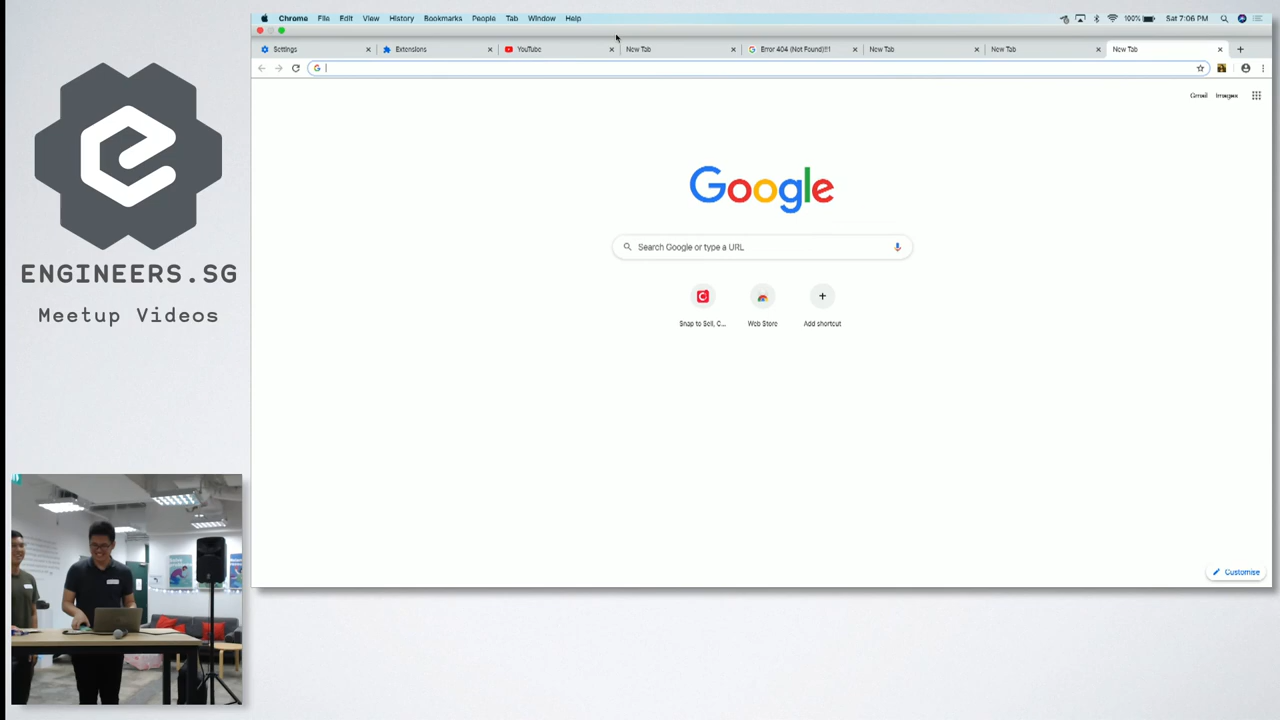 Chrome File Edit View History Bookmarks People Tab Window Help 100% Sat 7:06 PM
Settings Extensions YouTube New Tab Error 404 (Not Found)!!1 New Tab New Tab New Tab
Gmail Images
Google
Search Google or type a URL
Snap to Sell, C... Web Store Add shortcut
Customise
ENGINEERS.SG
Meetup Videos